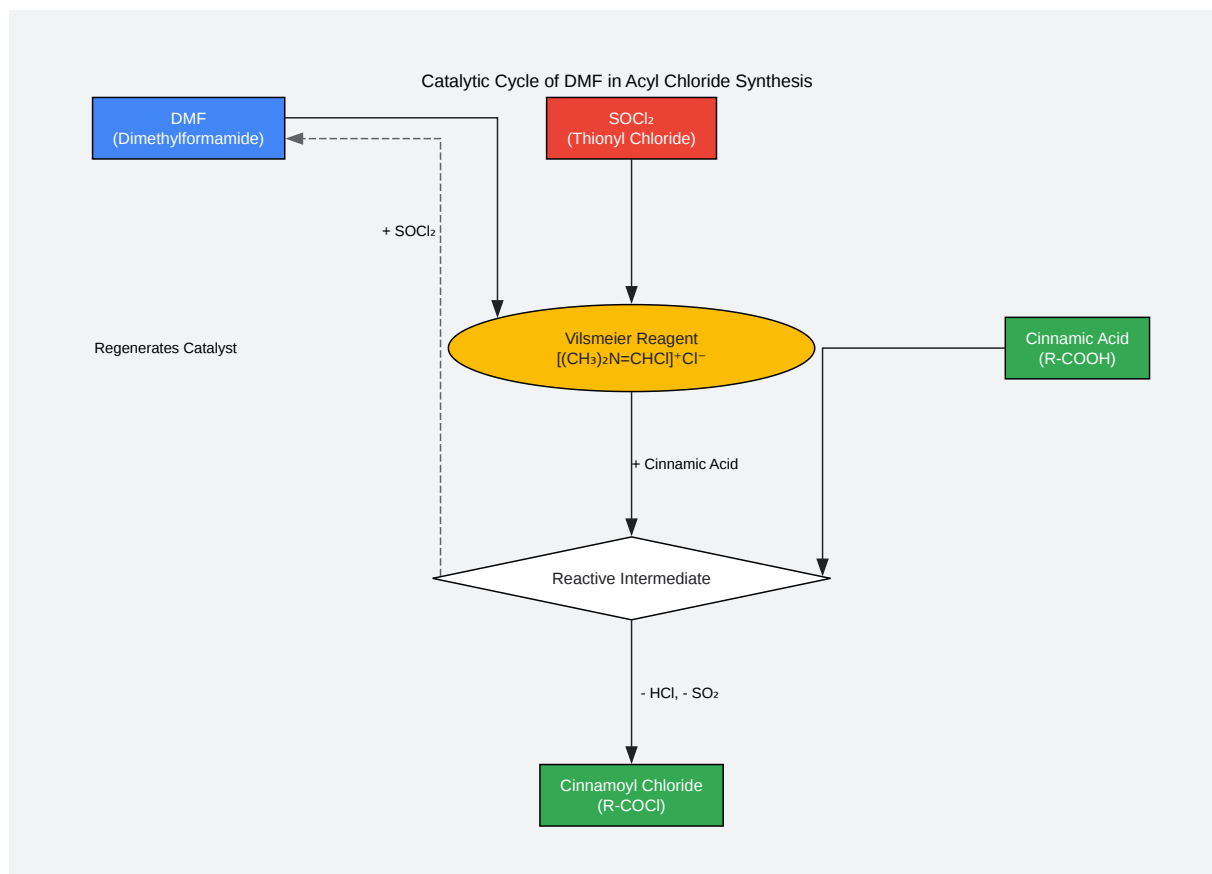 Catalytic Cycle of DMF in Acyl Chloride Synthesis
DMF
(Dimethylformamide)
SOCl₂
(Thionyl Chloride)
+ SOCl₂
Vilsmeier Reagent
[(CH₃)₂N=CHCl]⁺Cl⁻
Cinnamic Acid
(R-COOH)
Regenerates Catalyst
+ Cinnamic Acid
Reactive Intermediate
- HCl, - SO₂
Cinnamoyl Chloride
(R-COCl)